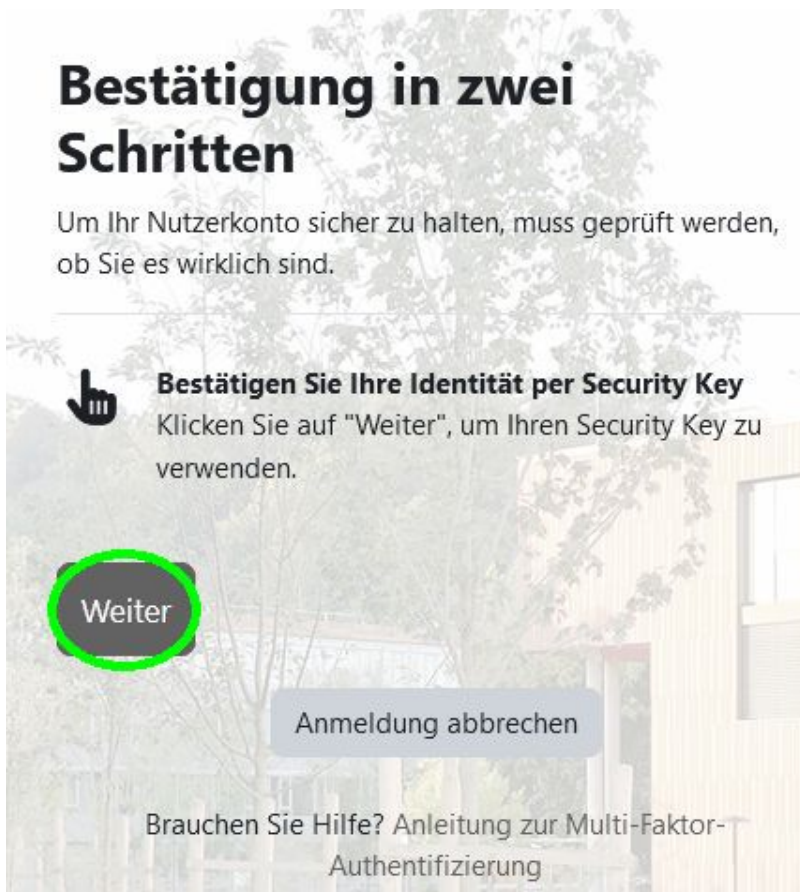 Bestätigung in zwei
Schritten
Um Ihr Nutzerkonto sicher zu halten, muss geprüft werden,
ob Sie es wirklich sind.
Bestätigen Sie Ihre Identität per Security Key
Klicken Sie auf "Weiter", um Ihren Security Key zu
verwenden.
Weiter
Anmeldung abbrechen
Brauchen Sie Hilfe? Anleitung zur Multi-Faktor-
Authentifizierung